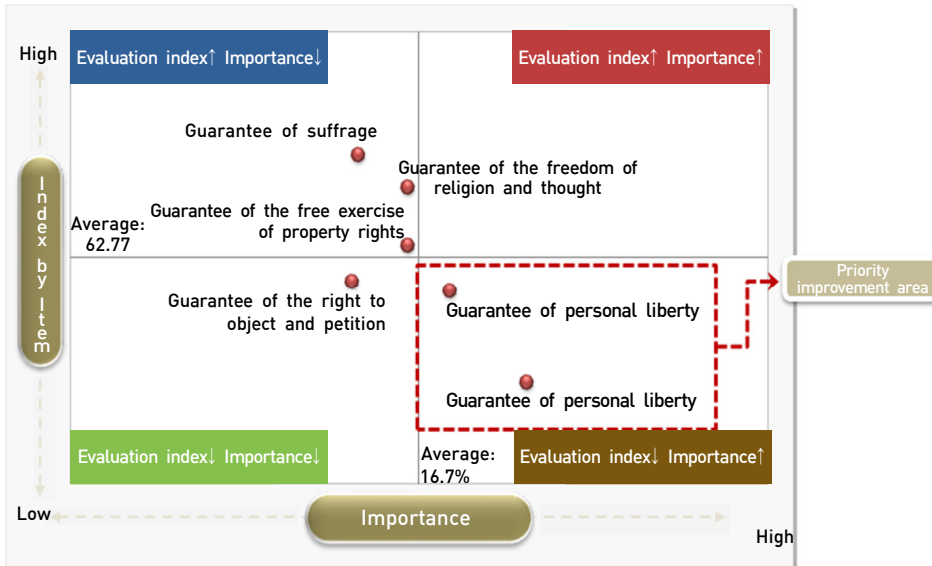 High
Evaluation index↑ Importance↓
Evaluation index↑ Importance↑
Guarantee of suffrage
Guarantee of the freedom of
religion and thought
Guarantee of the free exercise
of property rights
Average:
62.77
Index by Item
Priority
improvement area
Guarantee of the right to
object and petition
Guarantee of personal liberty
Guarantee of personal liberty
Evaluation index↓ Importance↓
Average:
16.7%
Evaluation index↓ Importance↑
Low
Importance
High